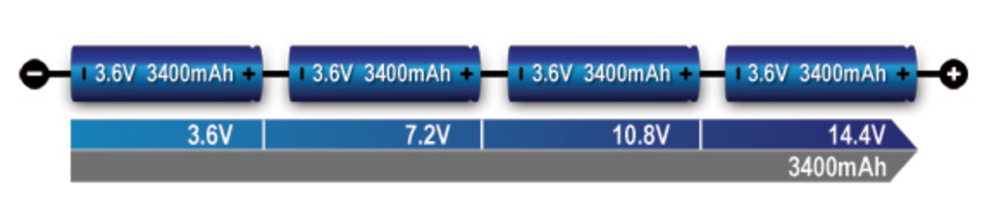 3.6V 3400mAh + 3.6V 3400mAh + 3.6V 3400mAh + 3.6V 3400mAh +
3.6V 7.2V 10.8V 14.4V
3400mAh